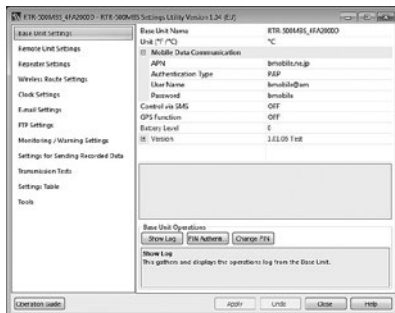 RTR-500MBS_4FA2900D - RTR-500MBS Settings Utility Version 1.04 (EU)
Base Unit Settings
Remote Unit Settings
Repeater Settings
Wireless Route Settings
Clock Settings
E-mail Settings
FTP Settings
Monitoring / Warning Settings
Settings for Sending Recorded Data
Transmission Tests
Settings Table
Tools
Base Unit Name RTR-500MBS_4FA2900D
Unit (°F /°C) °C
Mobile Data Communication
APN bmobile.ne.jp
Authentication Type PAP
User Name bmobile@am
Password bmobile
Control via SMS OFF
GPS Function OFF
Battery Level 0
Version 1.01.05 Test
Base Unit Operations
Show Log PIN Authent... Change PIN
Show Log
This gathers and displays the operations log from the Base Unit.
Operation Guide Apply Undo Close Help